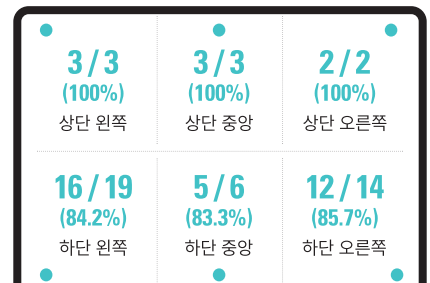 3 / 3
(100%)
상단 왼쪽
3 / 3
(100%)
상단 중앙
2 / 2
(100%)
상단 오른쪽
16 / 19
(84.2%)
하단 왼쪽
5 / 6
(83.3%)
하단 중앙
12 / 14
(85.7%)
하단 오른쪽